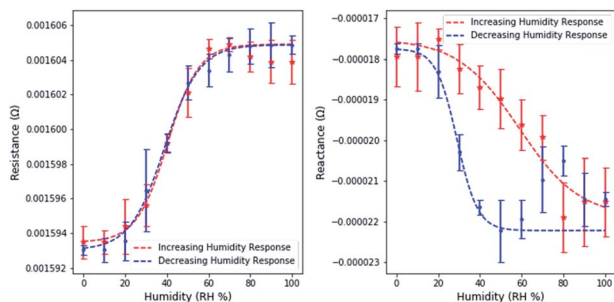 0.001606
0.001604
0.001602
0.001600
0.001598
0.001596
0.001594
0.001592
Resistance (Ω)
Increasing Humidity Response
Decreasing Humidity Response
0 20 40 60 80 100
Humidity (RH %)
−0.000017
−0.000018
−0.000019
−0.000020
−0.000021
−0.000022
−0.000023
Reactance (Ω)
Increasing Humidity Response
Decreasing Humidity Response
0 20 40 60 80 100
Humidity (RH %)